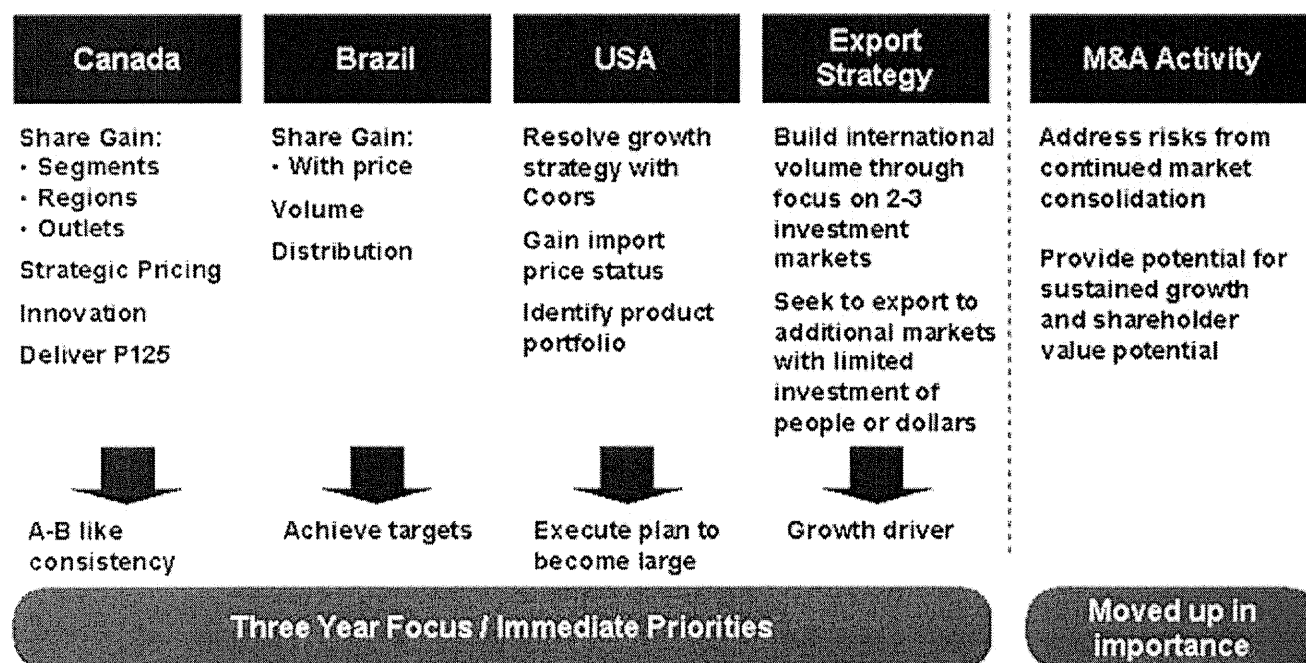 Canada
Share Gain:
· Segments
· Regions
· Outlets
Strategic Pricing
Innovation
Deliver P125
A-B like
consistency
Brazil
Share Gain:
· With price
Volume
Distribution
Achieve targets
USA
Resolve growth
strategy with
Coors
Gain import
price status
Identify product
portfolio
Execute plan to
become large
Export
Strategy
Build international
volume through
focus on 2-3
investment
markets
Seek to export to
additional markets
with limited
investment of
people or dollars
Growth driver
Three Year Focus / Immediate Priorities
M&A Activity
Address risks from
continued market
consolidation
Provide potential for
sustained growth
and shareholder
value potential
Moved up in
importance